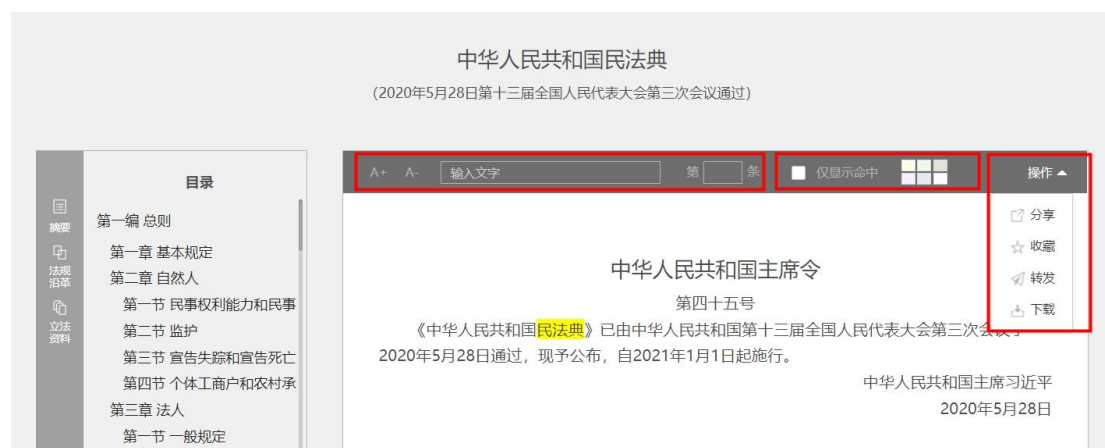 中华人民共和国民法典
(2020年5月28日第十三届全国人民代表大会第三次会议通过)
目录
摘要
法规
沿革
立法
资料
第一编 总则
第一章 基本规定
第二章 自然人
第一节 民事权利能力和民事
第二节 监护
第三节 宣告失踪和宣告死亡
第四节 个体工商户和农村承
第三章 法人
第一节 一般规定
A+ A- 输入文字 第 条 仅显示命中 操作
分享
收藏
转发
下载
中华人民共和国主席令
第四十五号
《中华人民共和国民法典》已由中华人民共和国第十三届全国人民代表大会第三次会议于
2020年5月28日通过，现予公布，自2021年1月1日起施行。
中华人民共和国主席习近平
2020年5月28日